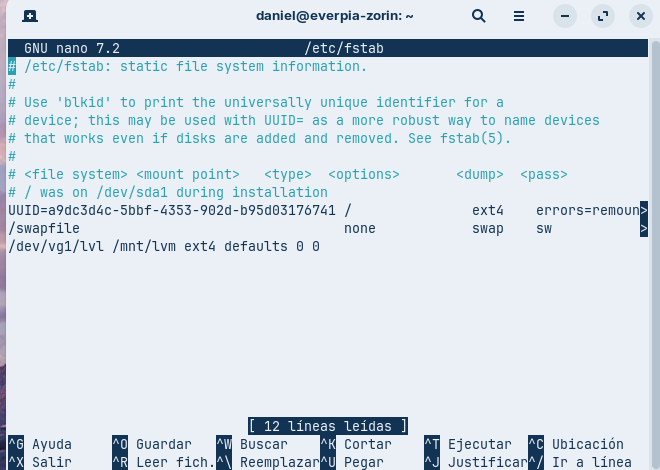 daniel@everpia-zorin: ~
GNU nano 7.2 /etc/fstab
# /etc/fstab: static file system information.
#
# Use 'blkid' to print the universally unique identifier for a
# device; this may be used with UUID= as a more robust way to name devices
# that works even if disks are added and removed. See fstab(5).
#
# <file system> <mount point>   <type>  <options>       <dump>  <pass>
# / was on /dev/sda1 during installation
UUID=a9dc3d4c-5bbf-4353-902d-b95d03176741 /               ext4    errors=remoun>
/swapfile                                 none            swap    sw           >
/dev/vg1/lvl /mnt/lvm ext4 defaults 0 0
[ 12 líneas leídas ]
^G Ayuda ^O Guardar ^W Buscar ^K Cortar ^T Ejecutar ^C Ubicación
^X Salir ^R Leer fich. ^\ Reemplazar ^U Pegar ^J Justificar ^/ Ir a línea